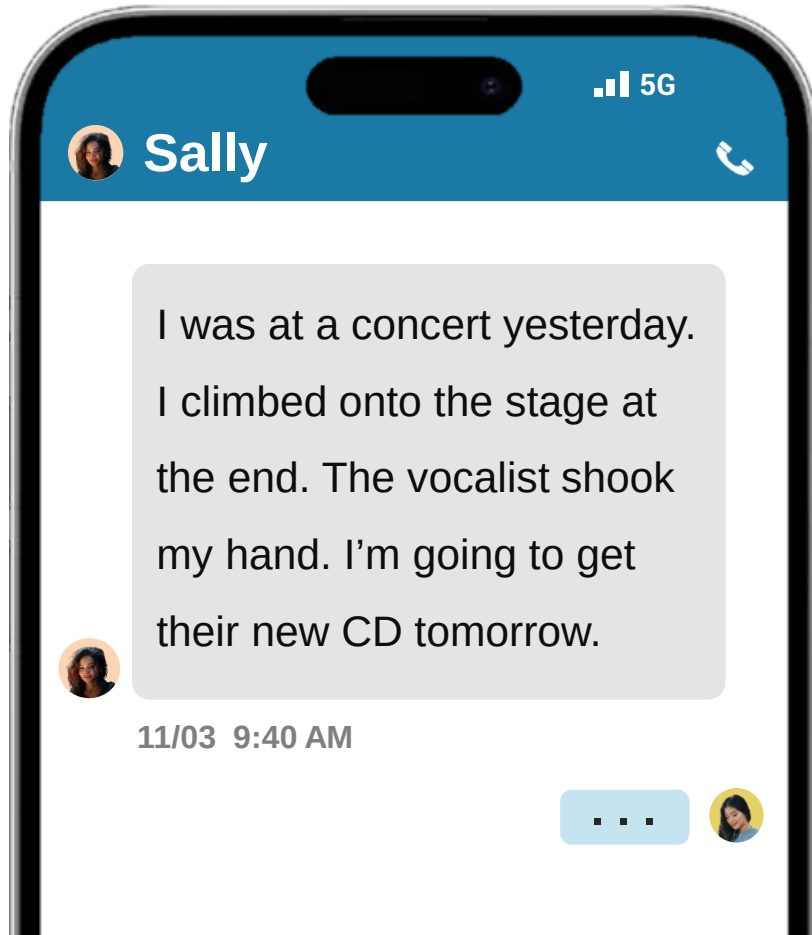 5G
Sally
I was at a concert yesterday.
I climbed onto the stage at
the end. The vocalist shook
my hand. I’m going to get
their new CD tomorrow.
11/03  9:40 AM
. . .